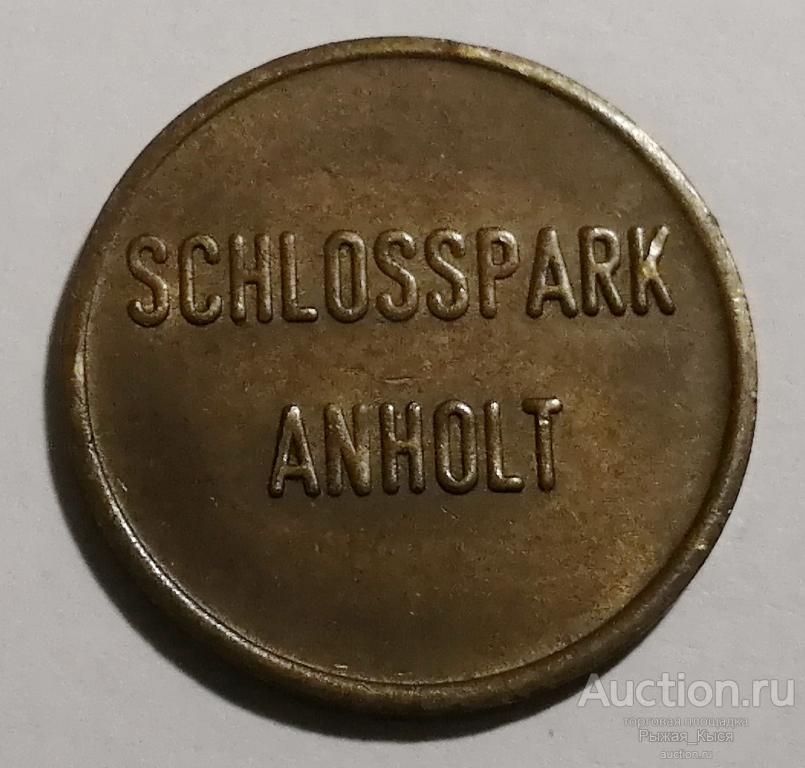 SCHLOSSPARK
ANHOLT
Auction.ru
торговая площадка
Рыжая_Кыся
auction.ru